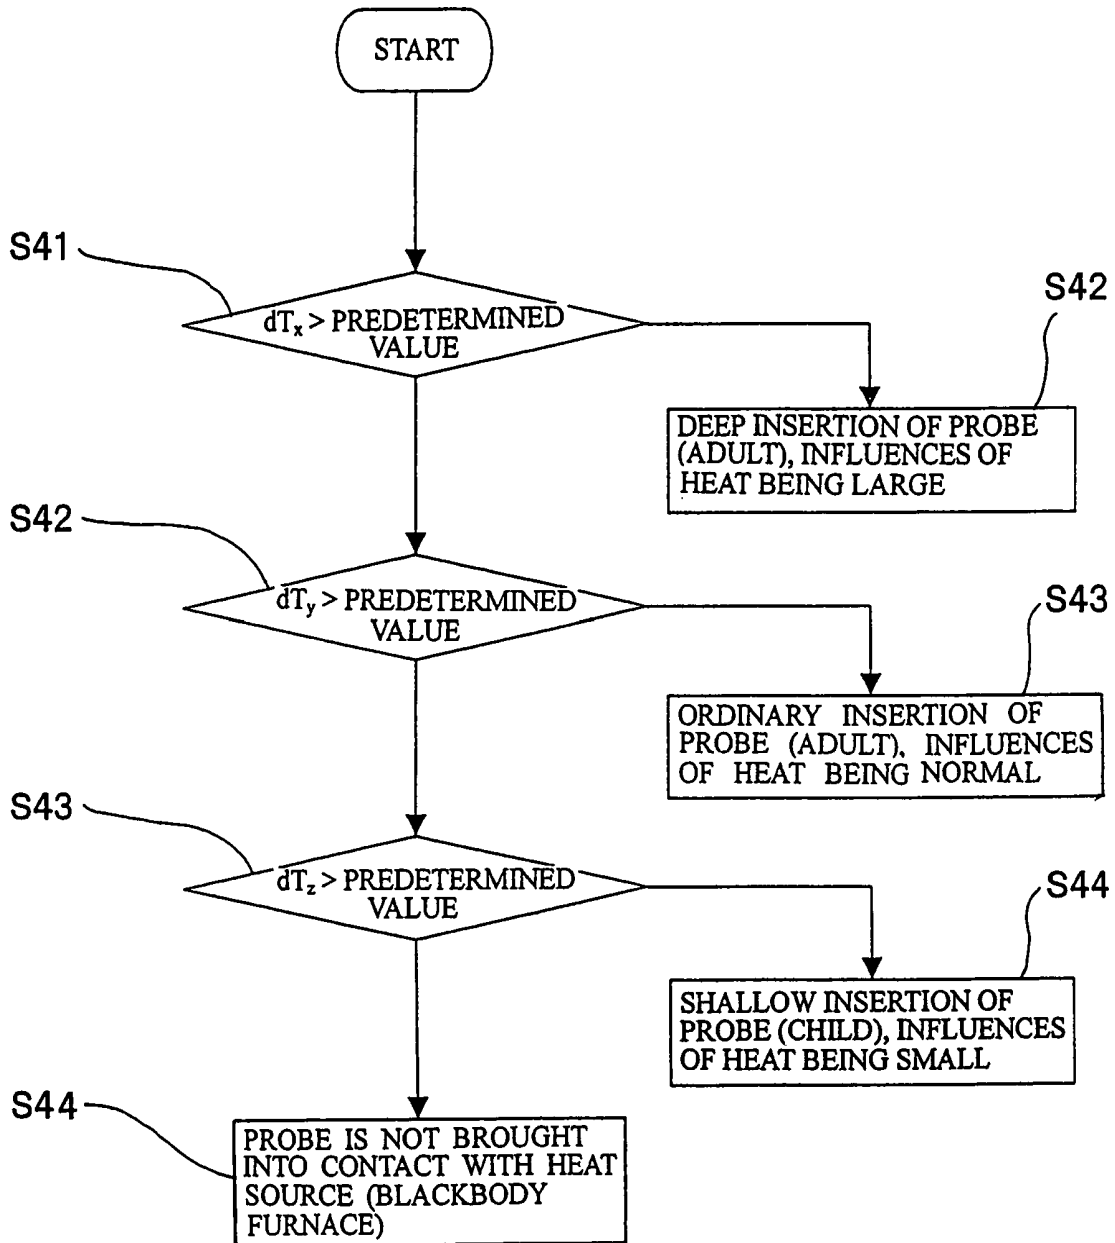 START
S41
dTx > PREDETERMINED
VALUE
S42
DEEP INSERTION OF PROBE
(ADULT), INFLUENCES OF
HEAT BEING LARGE
S42
dTy > PREDETERMINED
VALUE
S43
ORDINARY INSERTION OF
PROBE (ADULT), INFLUENCES
OF HEAT BEING NORMAL
S43
dTz > PREDETERMINED
VALUE
S44
SHALLOW INSERTION OF
PROBE (CHILD), INFLUENCES
OF HEAT BEING SMALL
S44
PROBE IS NOT BROUGHT
INTO CONTACT WITH HEAT
SOURCE (BLACKBODY
FURNACE)